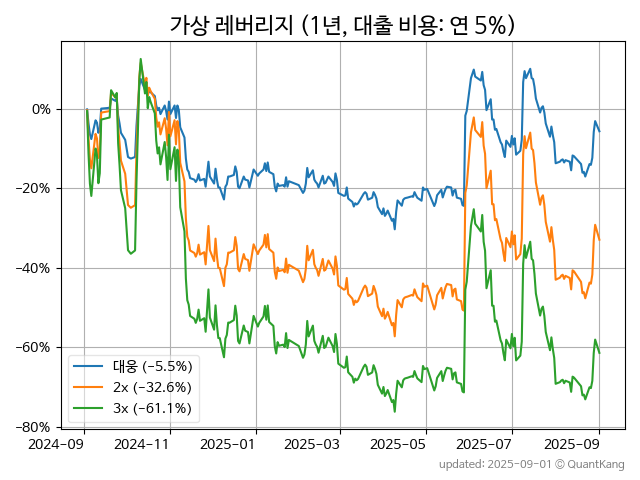 가상 레버리지 (1년, 대출 비용: 연 5%)
0%
−20%
−40%
−60%
−80%
대웅 (−5.5%)
2x (−32.6%)
3x (−61.1%)
2024-09 2024-11 2025-01 2025-03 2025-05 2025-07 2025-09
updated: 2025-09-01 © QuantKang